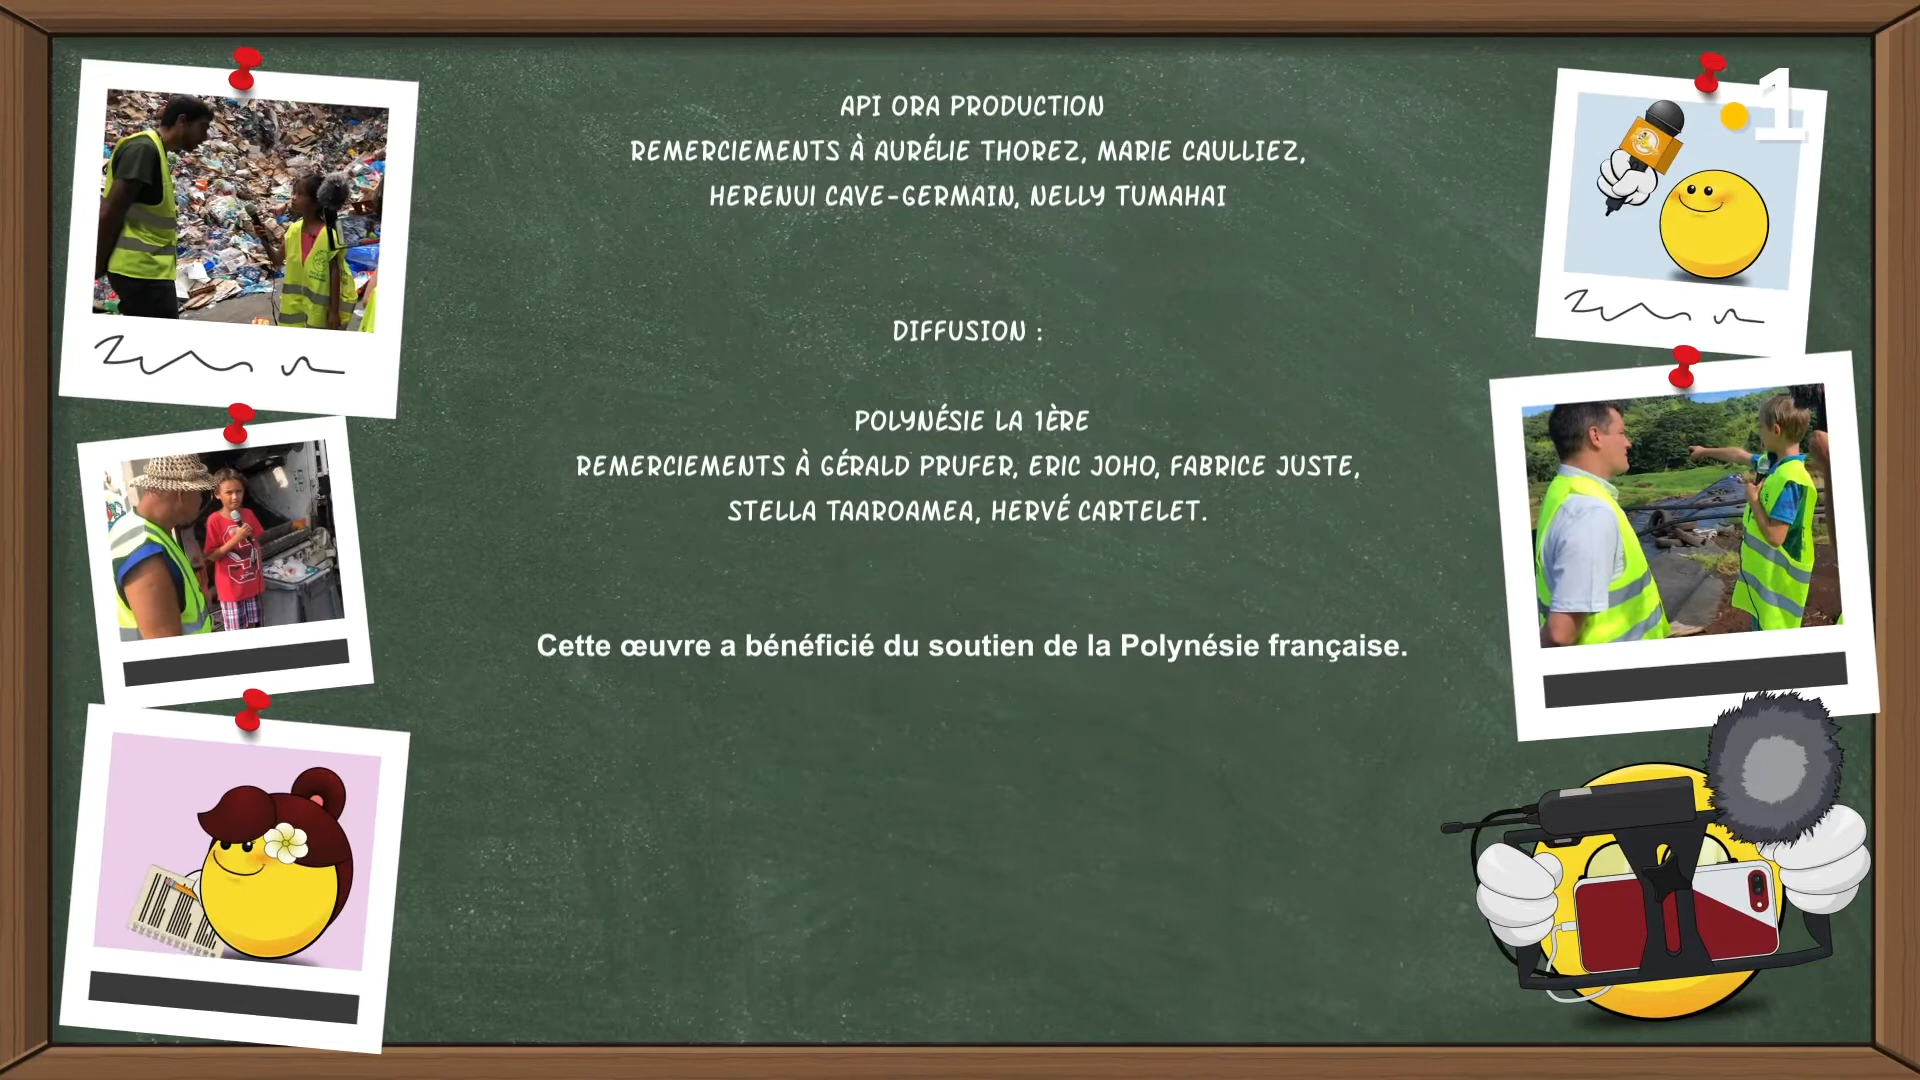 API ORA PRODUCTION
REMERCIEMENTS À AURÉLIE THOREZ, MARIE CAULLIEZ,
HERENUI CAVE-GERMAIN, NELLY TUMAHAI
DIFFUSION :
POLYNÉSIE LA 1ÈRE
REMERCIEMENTS À GÉRALD PRUFER, ERIC JOHO, FABRICE JUSTE,
STELLA TAAROAMEA, HERVÉ CARTELET.
Cette œuvre a bénéficié du soutien de la Polynésie française.
1